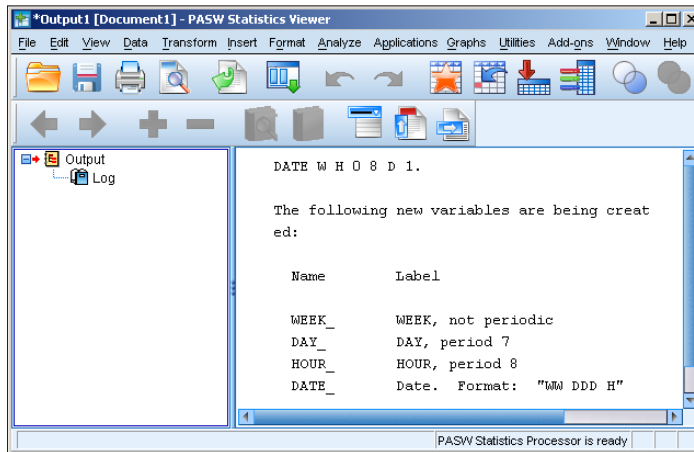 *Output1 [Document1] - PASW Statistics Viewer
File Edit View Data Transform Insert Format Analyze Applications Graphs Utilities Add-ons Window Help
Output
Log
DATE W H 0 8 D 1.
The following new variables are being creat
ed:
Name Label
WEEK_ WEEK, not periodic
DAY_ DAY, period 7
HOUR_ HOUR, period 8
DATE_ Date. Format: "WW DDD H"
PASW Statistics Processor is ready